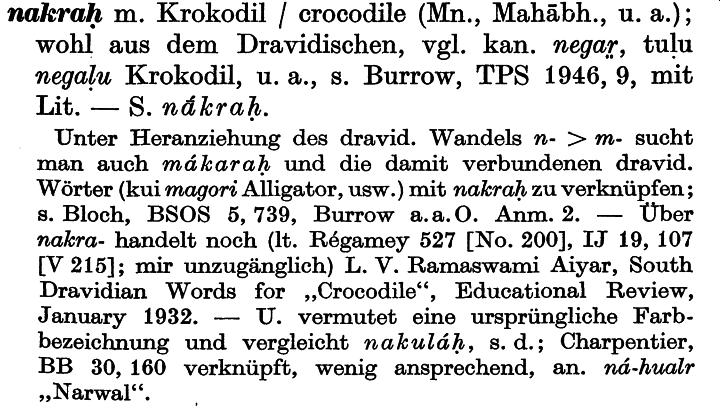 nakraḥ m. Krokodil / crocodile (Mn., Mahābh., u. a.);
wohl aus dem Dravidischen, vgl. kan. negaṟ, tuḷu
negaḷu Krokodil, u. a., s. Burrow, TPS 1946, 9, mit
Lit. — S. nā́kraḥ.
Unter Heranziehung des dravid. Wandels n- > m- sucht
man auch mákaraḥ und die damit verbundenen dravid.
Wörter (kui magori Alligator, usw.) mit nakraḥ zu verknüpfen;
s. Bloch, BSOS 5, 739, Burrow a.a.O. Anm. 2. — Über
nakra- handelt noch (lt. Régamey 527 [No. 200], IJ 19, 107
[V 215]; mir unzugänglich) L. V. Ramaswami Aiyar, South
Dravidian Words for „Crocodile“, Educational Review,
January 1932. — U. vermutet eine ursprüngliche Farb-
bezeichnung und vergleicht nakuláḥ, s. d.; Charpentier,
BB 30, 160 verknüpft, wenig ansprechend, an. ná-hualr
„Narwal“.